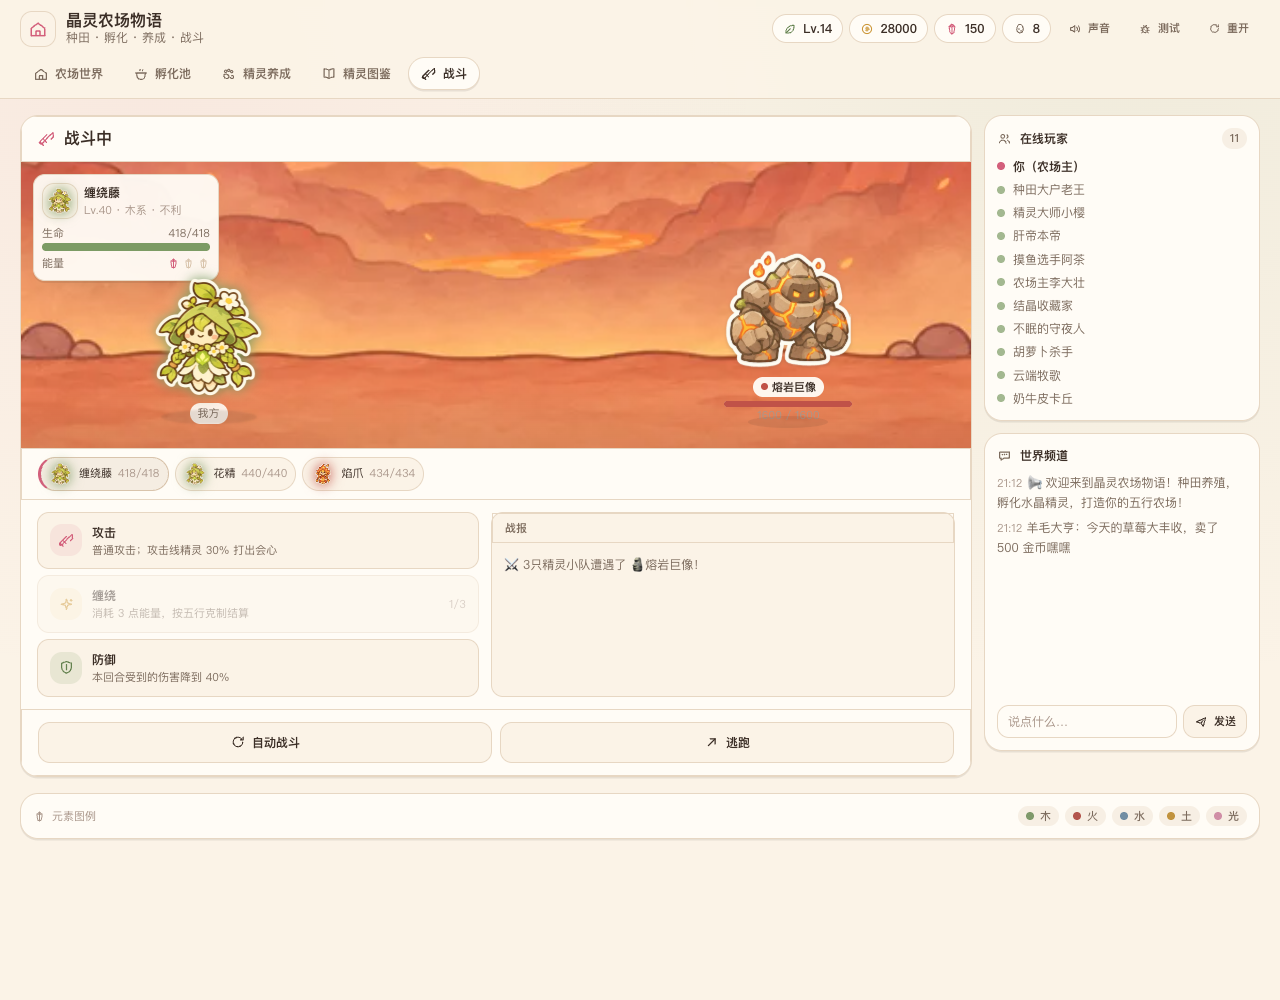 晶灵农场物语
种田 · 孵化 · 养成 · 战斗
Lv.14
28000
150
8
声音
测试
重开
农场世界
孵化池
精灵养成
精灵图鉴
战斗
战斗中
缠绕藤
Lv.40 · 木系 · 不利
生命 418/418
能量
我方
熔岩巨像
缠绕藤 418/418
花精 440/440
焰爪 434/434
攻击
普通攻击；攻击线精灵 30% 打出会心
缠绕
消耗 3 点能量，按五行克制结算
1/3
防御
本回合受到的伤害降到 40%
战报
⚔️ 3只精灵小队遭遇了 🗿熔岩巨像！
自动战斗
逃跑
在线玩家
11
你（农场主）
种田大户老王
精灵大师小樱
肝帝本帝
摸鱼选手阿茶
农场主李大壮
结晶收藏家
不眠的守夜人
胡萝卜杀手
云端牧歌
奶牛皮卡丘
世界频道
21:12 📢 欢迎来到晶灵农场物语！种田养殖，
孵化水晶精灵，打造你的五行农场！
21:12 羊毛大亨：今天的草莓大丰收，卖了
500 金币嘿嘿
说点什么...
发送
元素图例
木
火
水
土
光